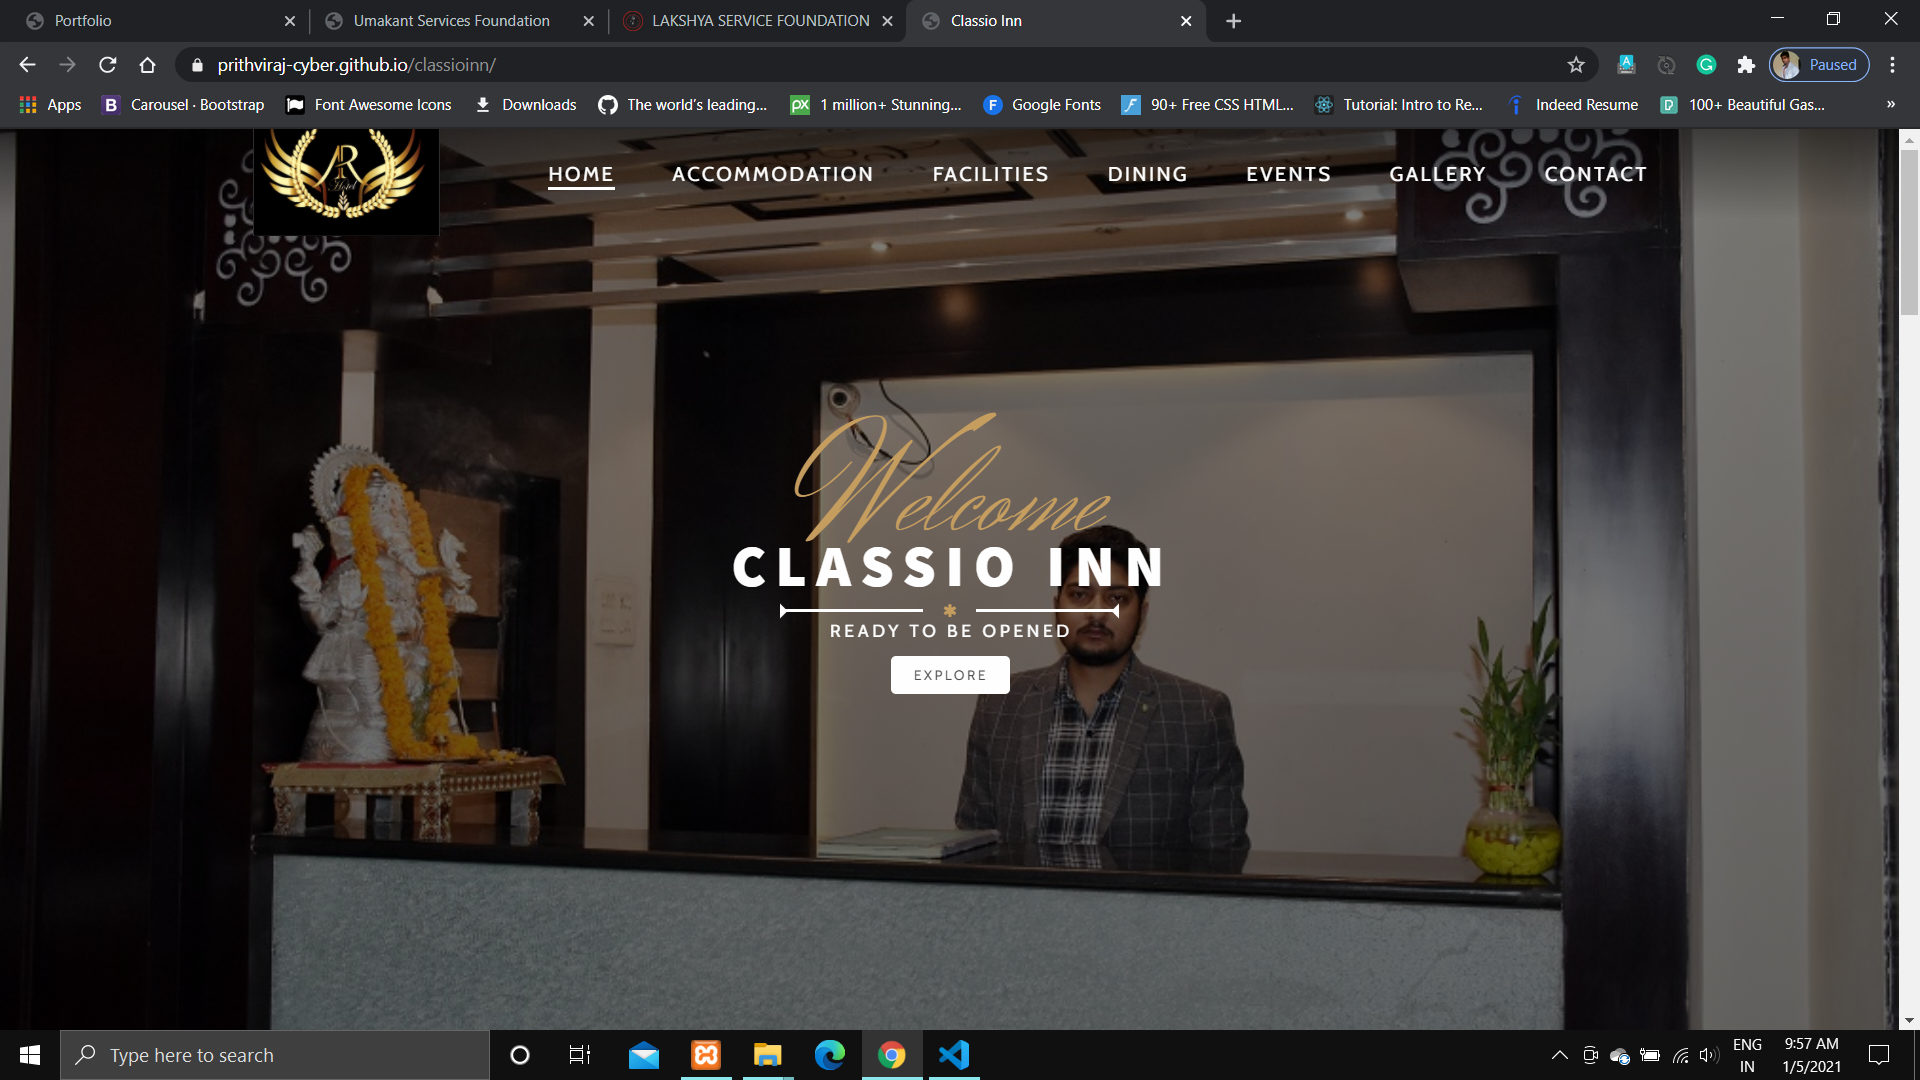 Portfolio
Umakant Services Foundation
LAKSHYA SERVICE FOUNDATION
Classio Inn
prithviraj-cyber.github.io/classioinn/
Paused
Apps
Carousel · Bootstrap
Font Awesome Icons
Downloads
The world's leading...
1 million+ Stunning...
Google Fonts
90+ Free CSS HTML...
Tutorial: Intro to Re...
Indeed Resume
100+ Beautiful Gas...
»
AR
Hotel
HOME
ACCOMMODATION
FACILITIES
DINING
EVENTS
GALLERY
CONTACT
Welcome
CLASSIO INN
READY TO BE OPENED
EXPLORE
Type here to search
ENG
IN
9:57 AM
1/5/2021